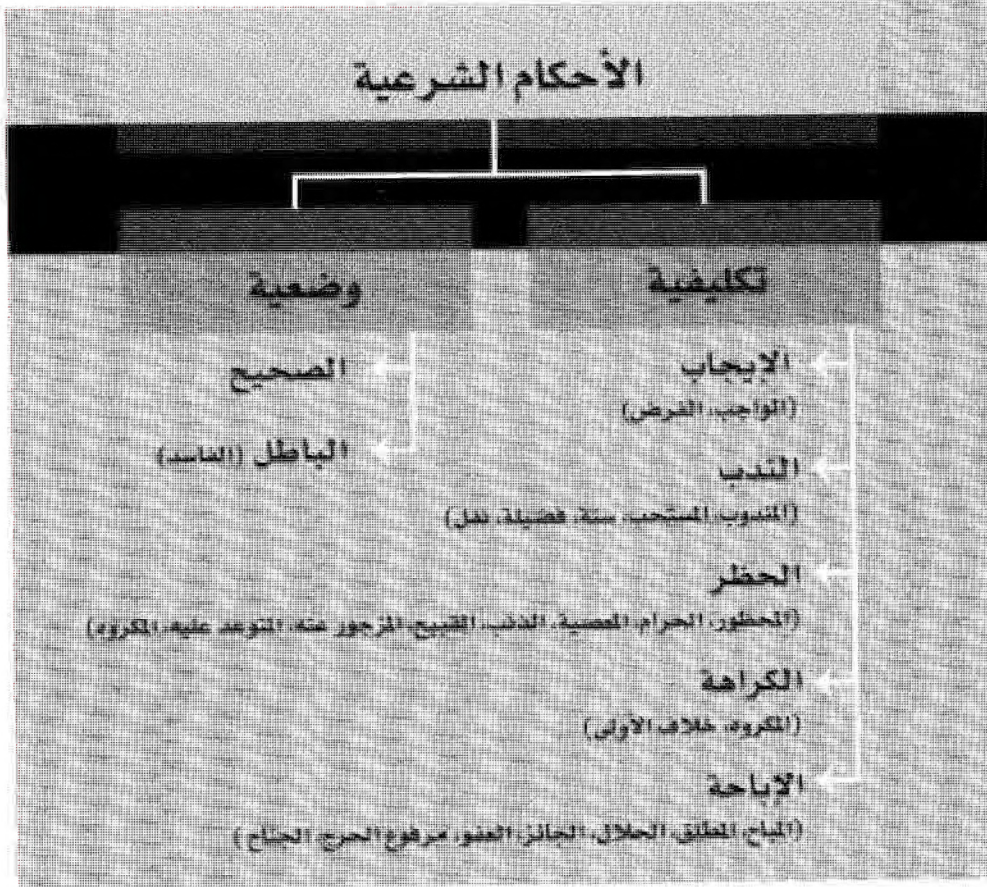 الأحكام الشرعية
تكليفية
الإيجاب
(الواجب، الفرض)
الندب
(المندوب، المستحب، سنة، فضيلة، نفل)
الحظر
(المحظور، الحرام، المعصية، الذنب، القبيح، المزجور عنه، المتوعد عليه، المكروه)
الكراهة
(المكروه، خلاف الأولى)
الإباحة
(المباح، المطلق، الحلال، الجائز، العفو، مرفوع الحرج، الجناح)
وضعية
الصحيح
الباطل (الفاسد)